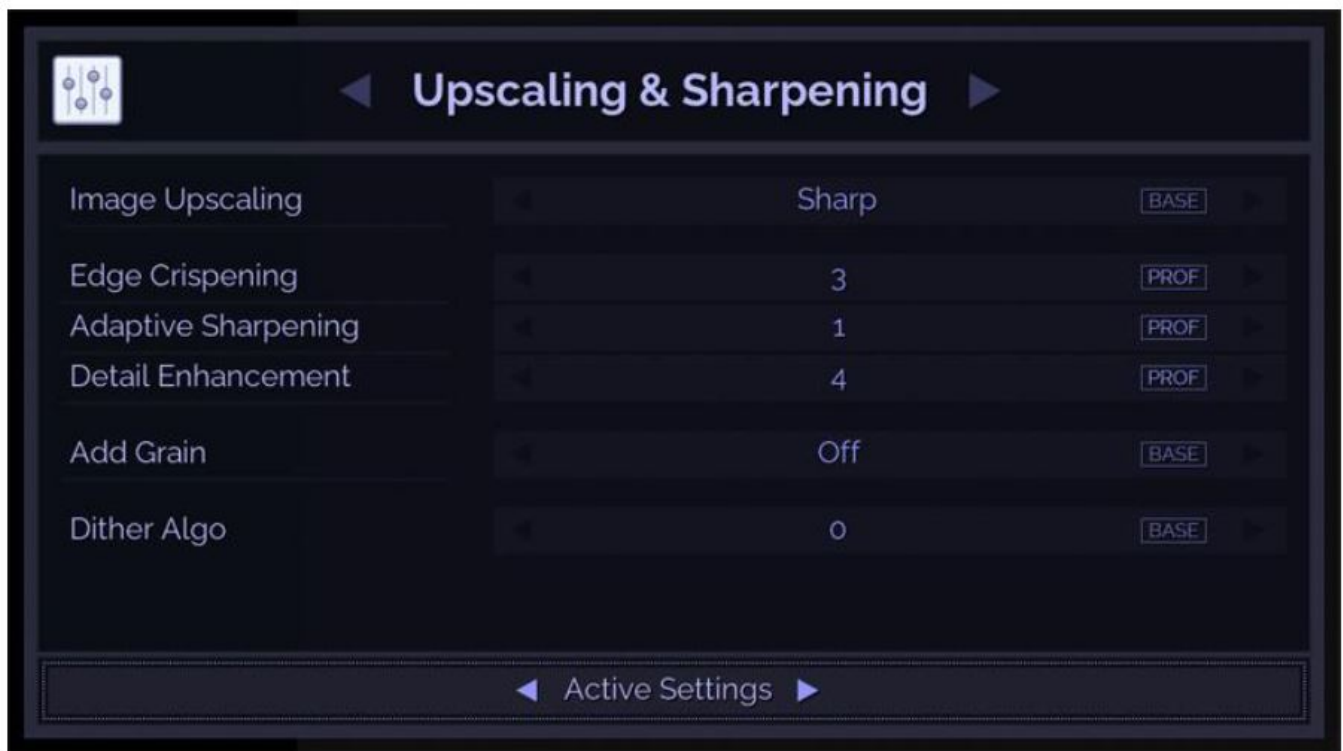 Upscaling & Sharpening
Image Upscaling Sharp BASE
Edge Crispening 3 PROF
Adaptive Sharpening 1 PROF
Detail Enhancement 4 PROF
Add Grain Off BASE
Dither Algo 0 BASE
Active Settings